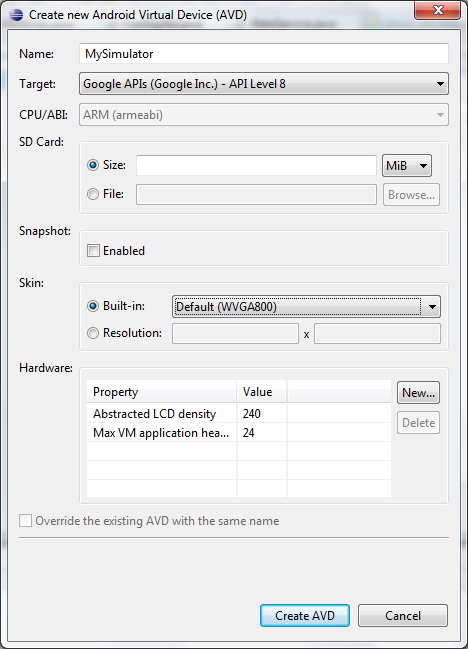 Create new Android Virtual Device (AVD)
Name: MySimulator
Target: Google APIs (Google Inc.) - API Level 8
CPU/ABI: ARM (armeabi)
SD Card:
Size: MiB
File: Browse...
Snapshot:
Enabled
Skin:
Built-in: Default (WVGA800)
Resolution: x
Hardware:
Property Value New...
Abstracted LCD density 240 Delete
Max VM application hea... 24
Override the existing AVD with the same name
Create AVD Cancel